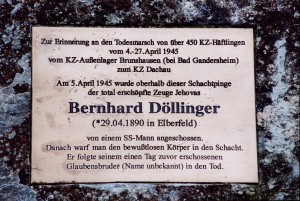 Zur Erinnerung an den Todesmarsch von über 450 KZ-Häftlingen
vom 4.-27.April 1945
vom KZ-Außenlager Brunshausen (bei Bad Gandersheim)
zum KZ Dachau
Am 5.April 1945 wurde oberhalb dieser Schachtpinge
der total erschöpfte Zeuge Jehovas
Bernhard Döllinger
(*29.04.1890 in Elberfeld)
von einem SS-Mann angeschossen.
Danach warf man den bewußtlosen Körper in den Schacht.
Er folgte seinem einen Tag zuvor erschossenen
Glaubensbruder (Name unbekannt) in den Tod.